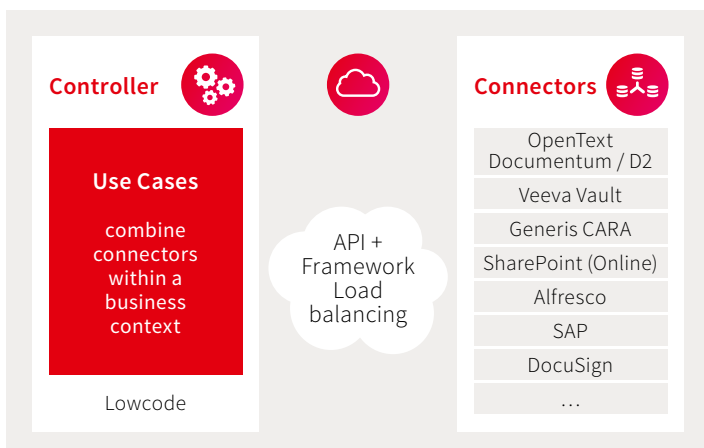 Controller
Use Cases
combine
connectors
within a
business
context
Lowcode
API +
Framework
Load
balancing
Connectors
OpenText
Documentum / D2
Veeva Vault
Generis CARA
SharePoint (Online)
Alfresco
SAP
DocuSign
…